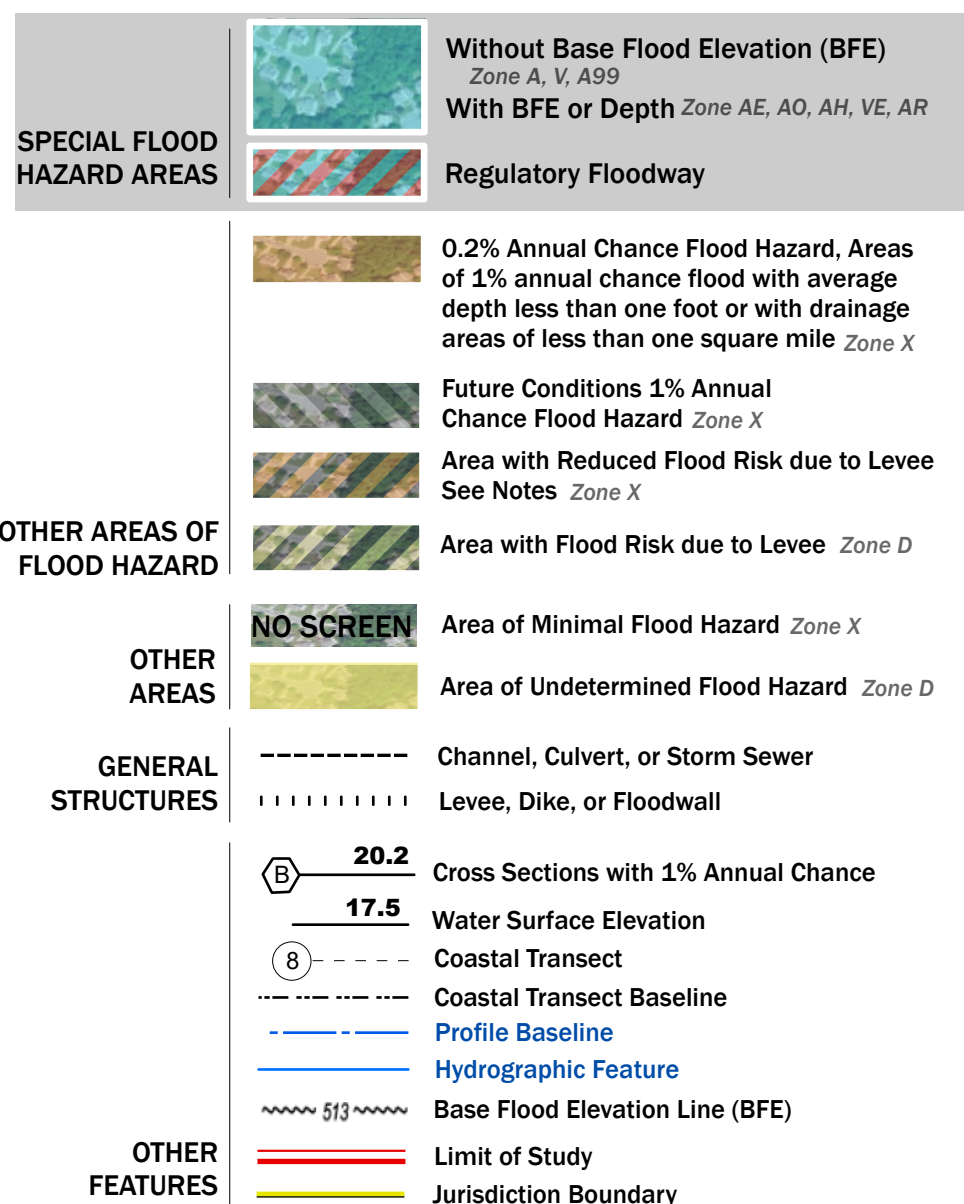 SPECIAL FLOOD
HAZARD AREAS
Without Base Flood Elevation (BFE)
Zone A, V, A99
With BFE or Depth Zone AE, AO, AH, VE, AR
Regulatory Floodway
OTHER AREAS OF
FLOOD HAZARD
0.2% Annual Chance Flood Hazard, Areas
of 1% annual chance flood with average
depth less than one foot or with drainage
areas of less than one square mile Zone X
Future Conditions 1% Annual
Chance Flood Hazard Zone X
Area with Reduced Flood Risk due to Levee
See Notes Zone X
Area with Flood Risk due to Levee Zone D
OTHER
AREAS
NO SCREEN Area of Minimal Flood Hazard Zone X
Area of Undetermined Flood Hazard Zone D
GENERAL
STRUCTURES
Channel, Culvert, or Storm Sewer
Levee, Dike, or Floodwall
OTHER
FEATURES
B 20.2 Cross Sections with 1% Annual Chance
17.5 Water Surface Elevation
8 Coastal Transect
Coastal Transect Baseline
Profile Baseline
Hydrographic Feature
513 Base Flood Elevation Line (BFE)
Limit of Study
Jurisdiction Boundary